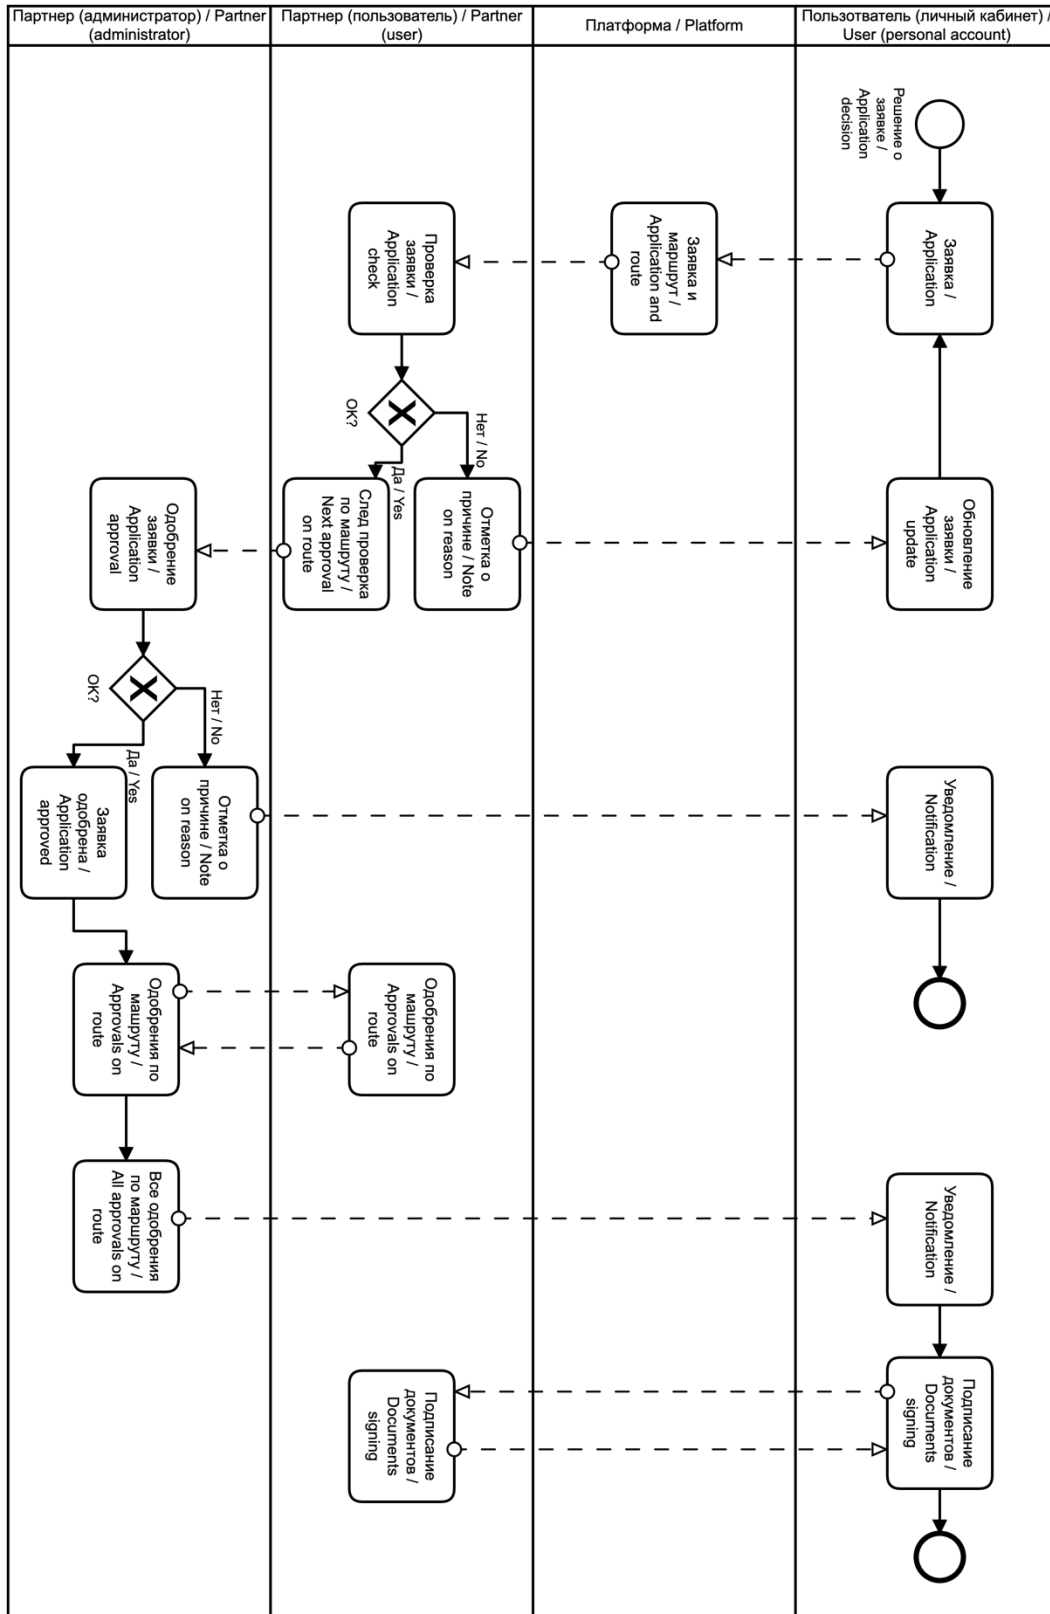 Партнер (администратор) / Partner
(administrator)
Партнер (пользователь) / Partner
(user)
Платформа / Platform
Пользотватель (личный кабинет) /
User (personal account)
Решение о
заявке /
Application
decision
Заявка /
Application
Заявка и
маршрут /
Application and
route
Проверка
заявки /
Application
check
OK?
Нет / No
Да / Yes
Отметка о
причине / Note
on reason
След проверка
по машруту /
Next approval
on route
Обновление
заявки /
Application
update
Одобрение
заявки /
Application
approval
OK?
Нет / No
Да / Yes
Отметка о
причине / Note
on reason
Заявка
одобрена /
Application
approved
Уведомление /
Notification
Одобрения по
машруту /
Approvals on
route
Одобрения по
машруту /
Approvals on
route
Все одобрения
по маршруту /
All approvals on
route
Уведомление /
Notification
Подписание
документов /
Documents
signing
Подписание
документов /
Documents
signing